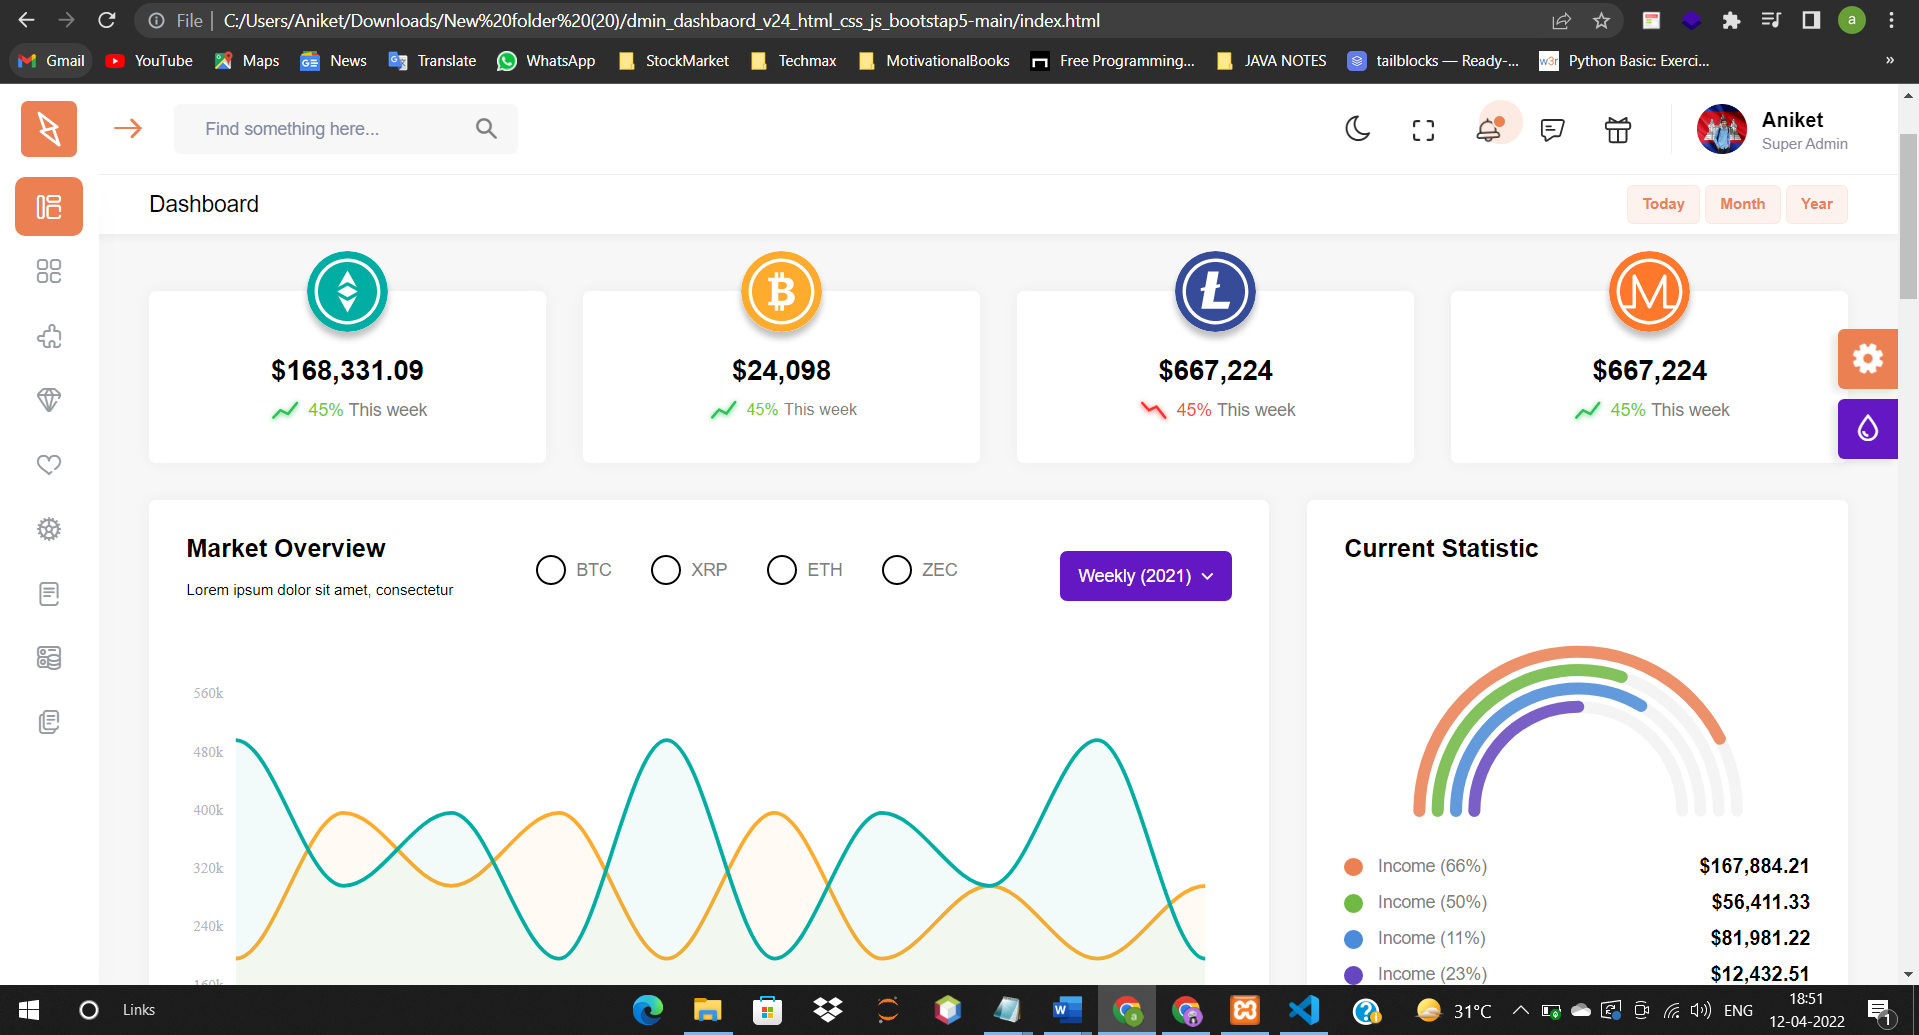 File C:/Users/Aniket/Downloads/New%20folder%20(20)/dmin_dashbaord_v24_html_css_js_bootstap5-main/index.html
a
Gmail YouTube Maps News Translate WhatsApp StockMarket Techmax MotivationalBooks Free Programming... JAVA NOTES tailblocks — Ready-... Python Basic: Exerci... »
Find something here...
Aniket
Super Admin
Dashboard
Today Month Year
$168,331.09
45% This week
$24,098
45% This week
$667,224
45% This week
$667,224
45% This week
Market Overview
Lorem ipsum dolor sit amet, consectetur
BTC XRP ETH ZEC
Weekly (2021)
560k
480k
400k
320k
240k
160k
Current Statistic
Income (66%) $167,884.21
Income (50%) $56,411.33
Income (11%) $81,981.22
Income (23%) $12,432.51
Links
31°C
ENG
18:51
12-04-2022
1